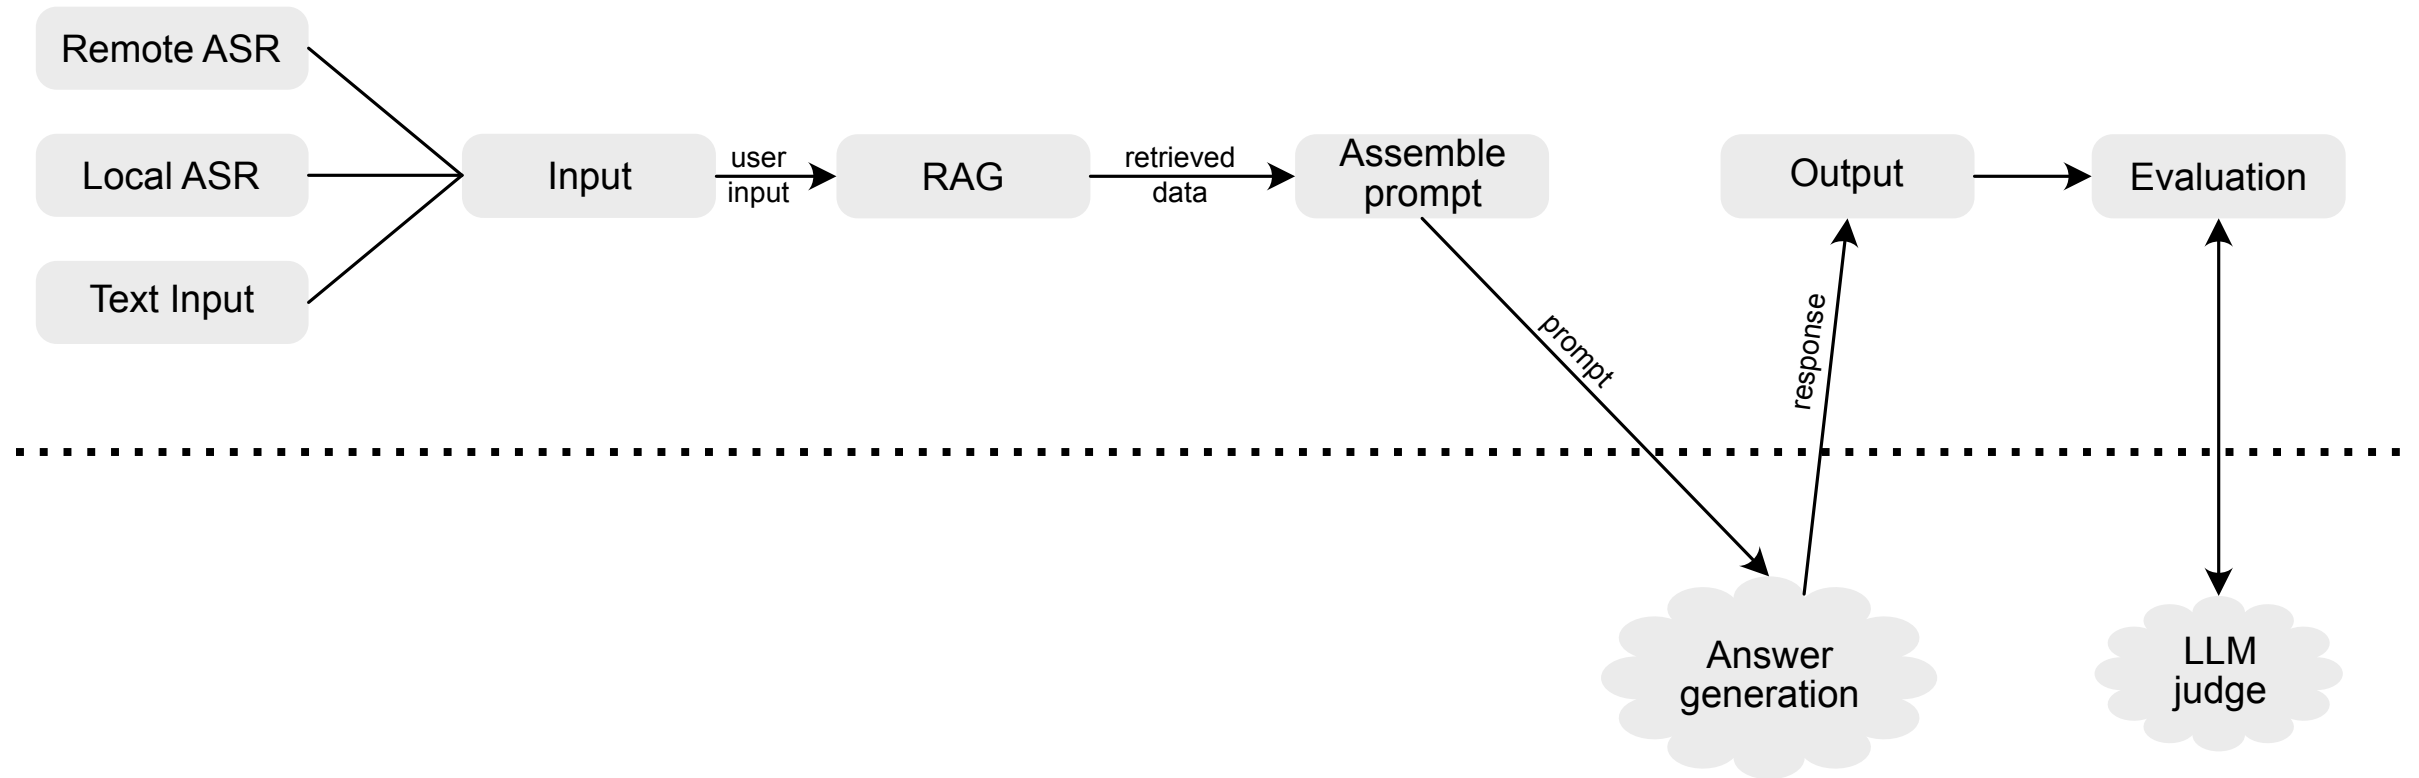 Remote ASR
Local ASR
Text Input
Input
user
input
RAG
retrieved
data
Assemble
prompt
prompt
Answer
generation
response
Output
Evaluation
LLM
judge